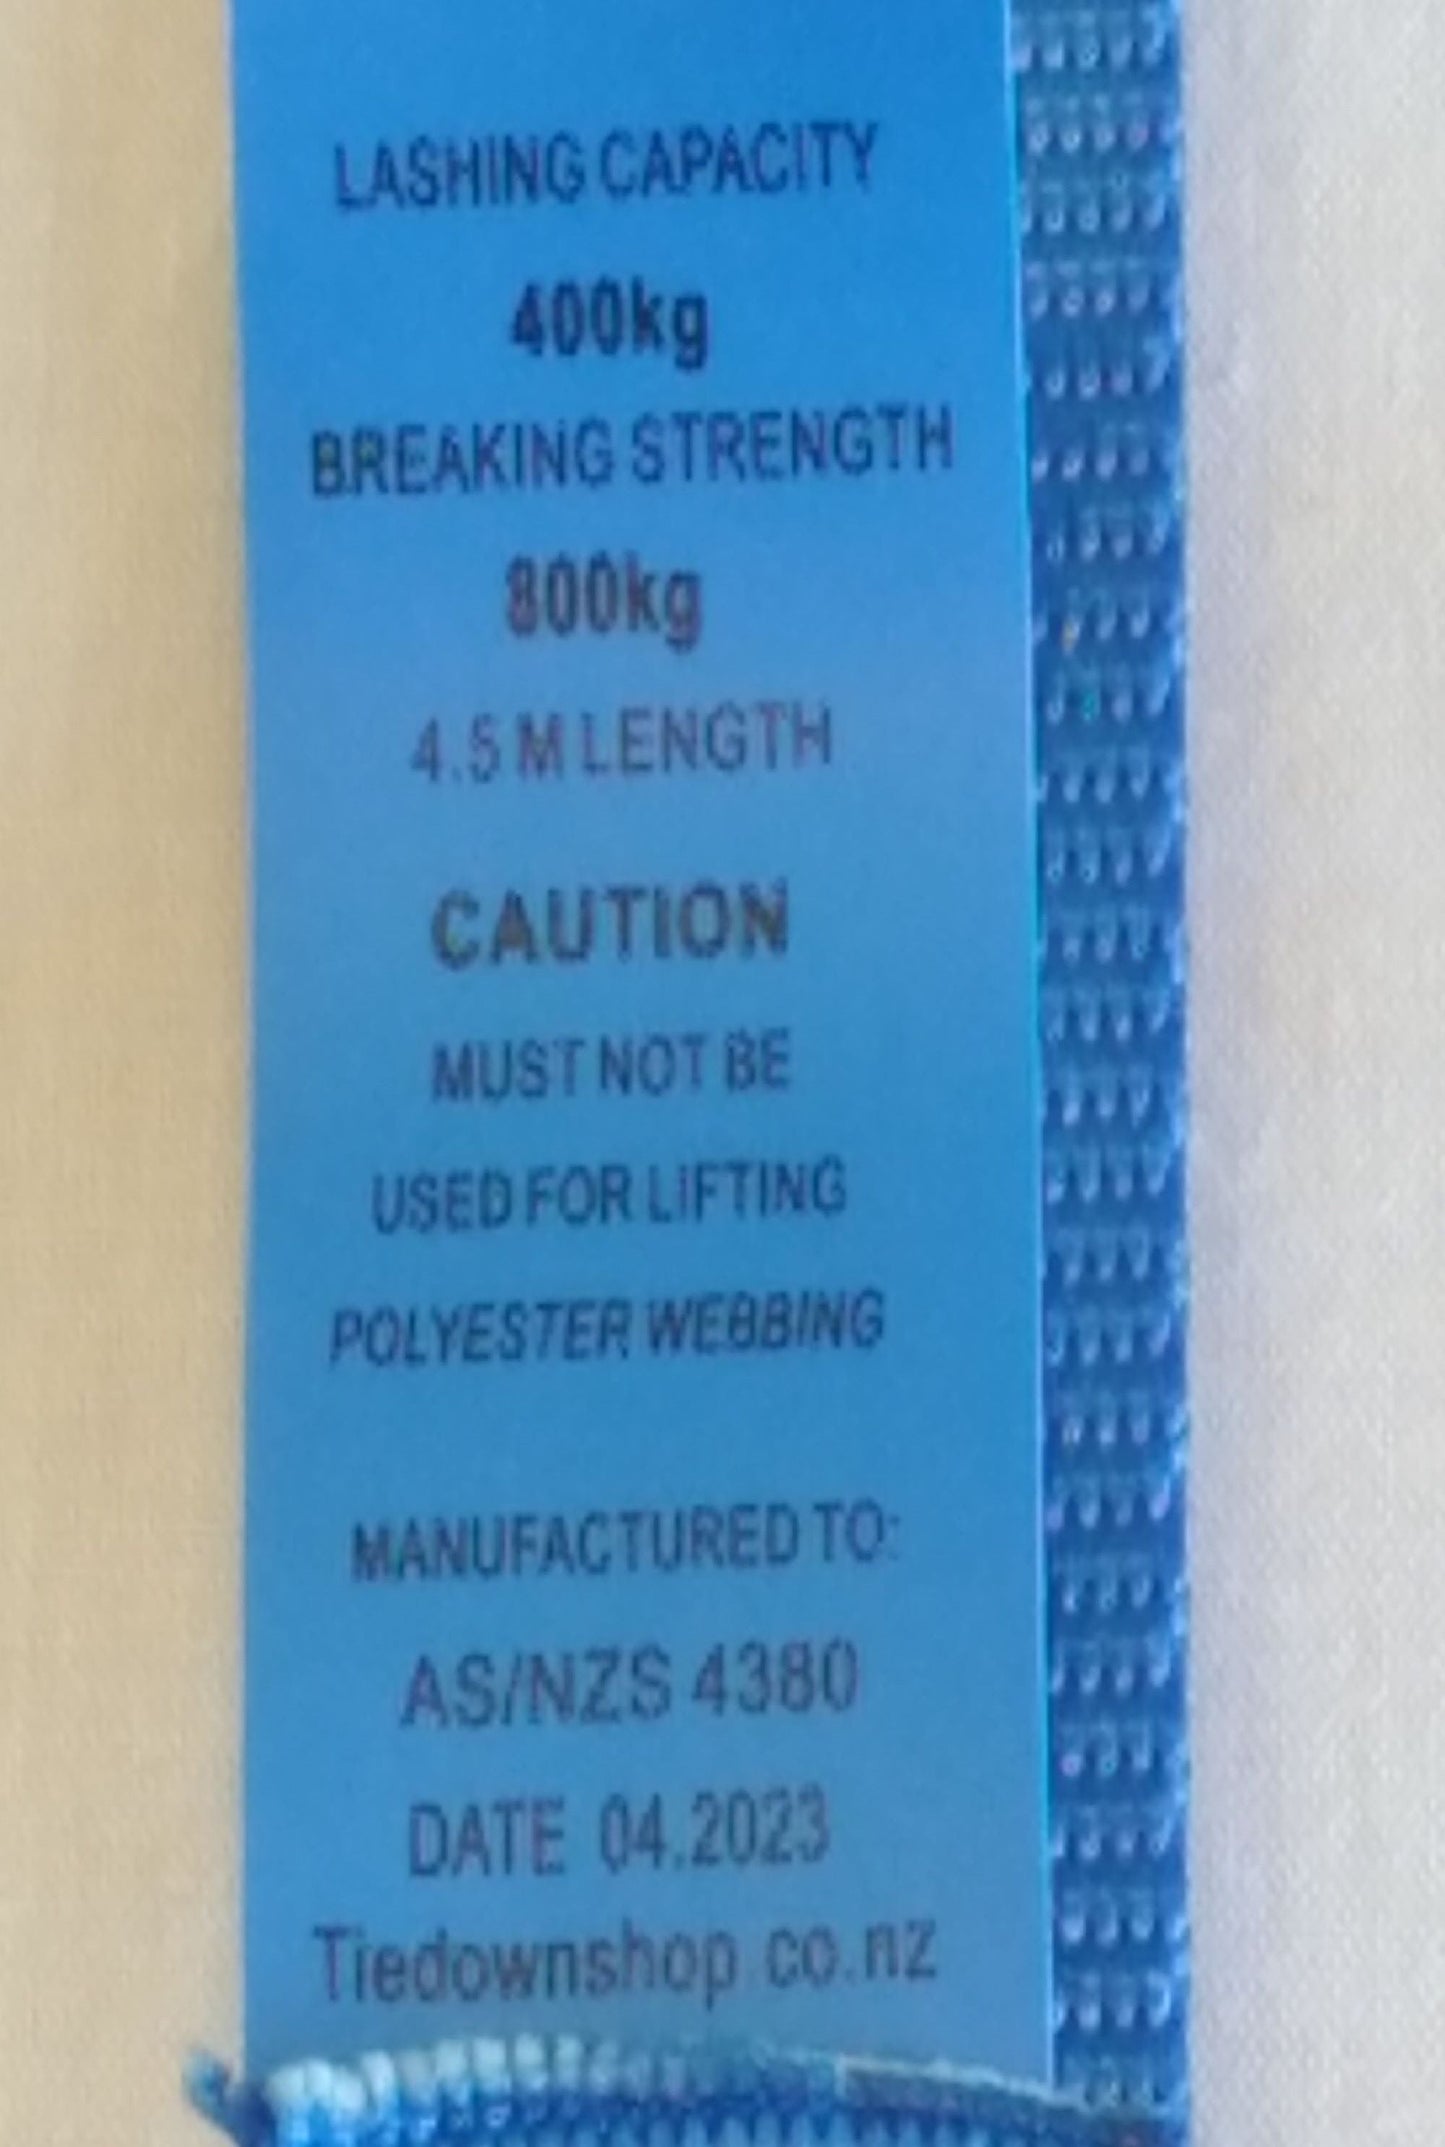 LASHING CAPACITY
400kg
BREAKING STRENGTH
800kg
4.5 M LENGTH
CAUTION
MUST NOT BE
USED FOR LIFTING
POLYESTER WEBBING
MANUFACTURED TO:
AS/NZS 4380
DATE 04.2023
Tiedownshop co.nz